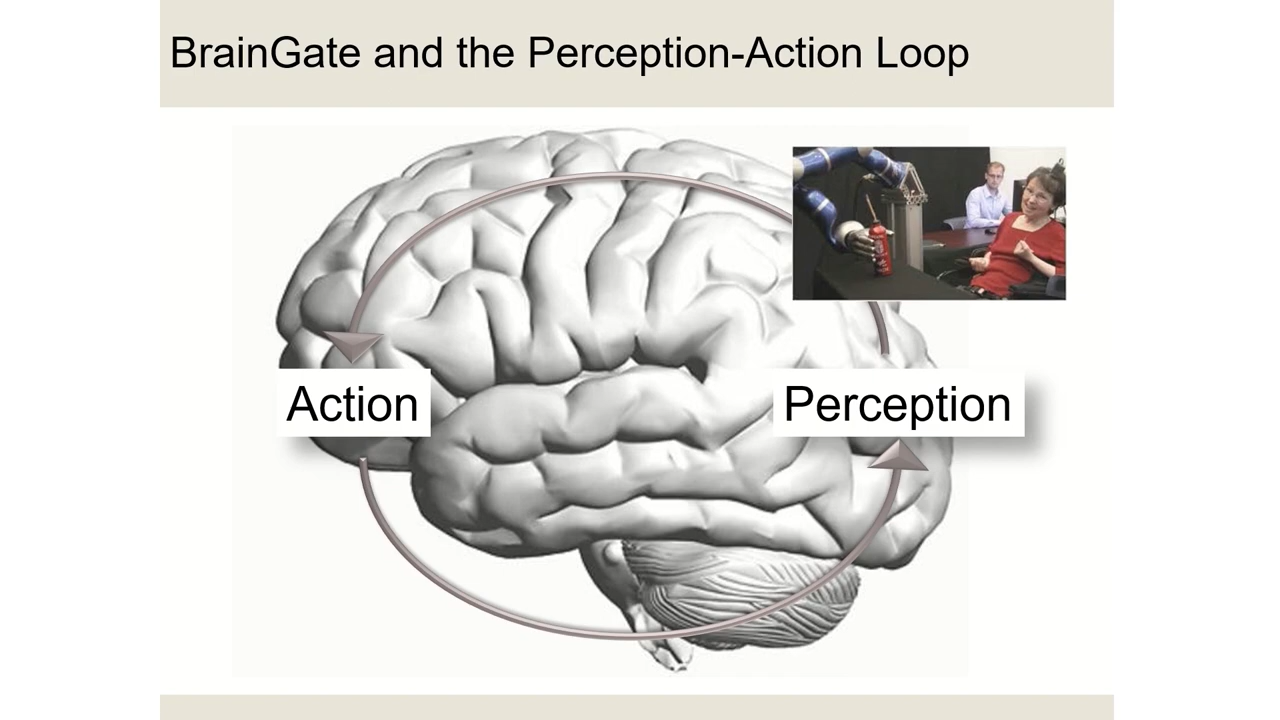 BrainGate and the Perception-Action Loop
Action
Perception